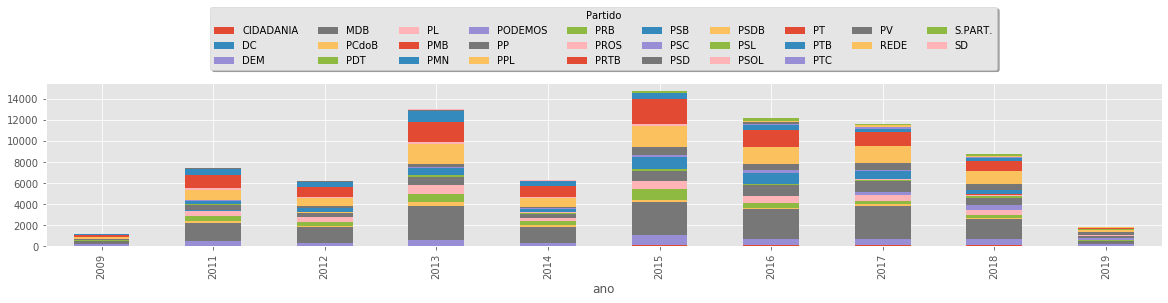 Partido
CIDADANIA MDB PL PODEMOS PRB PSB PSDB PT PV S.PART.
DC PCdoB PMB PP PROS PSC PSL PTB REDE SD
DEM PDT PMN PPL PRTB PSD PSOL PTC
14000
12000
10000
8000
6000
4000
2000
0
2009 2011 2012 2013 2014 2015 2016 2017 2018 2019
ano